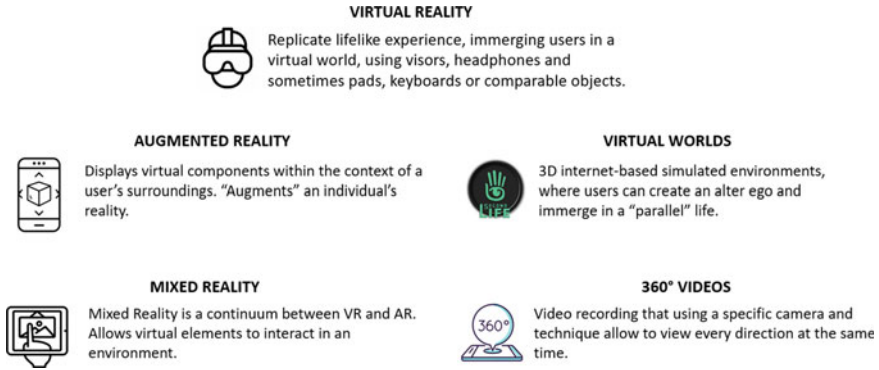 VIRTUAL REALITY
Replicate lifelike experience, immerging users in a
virtual world, using visors, headphones and
sometimes pads, keyboards or comparable objects.
AUGMENTED REALITY
Displays virtual components within the context of a
user's surroundings. "Augments" an individual's
reality.
VIRTUAL WORLDS
SECOND
LIFE
3D internet-based simulated environments,
where users can create an alter ego and
immerge in a "parallel" life.
MIXED REALITY
Mixed Reality is a continuum between VR and AR.
Allows virtual elements to interact in an
environment.
360° VIDEOS
360°
Video recording that using a specific camera and
technique allow to view every direction at the same
time.